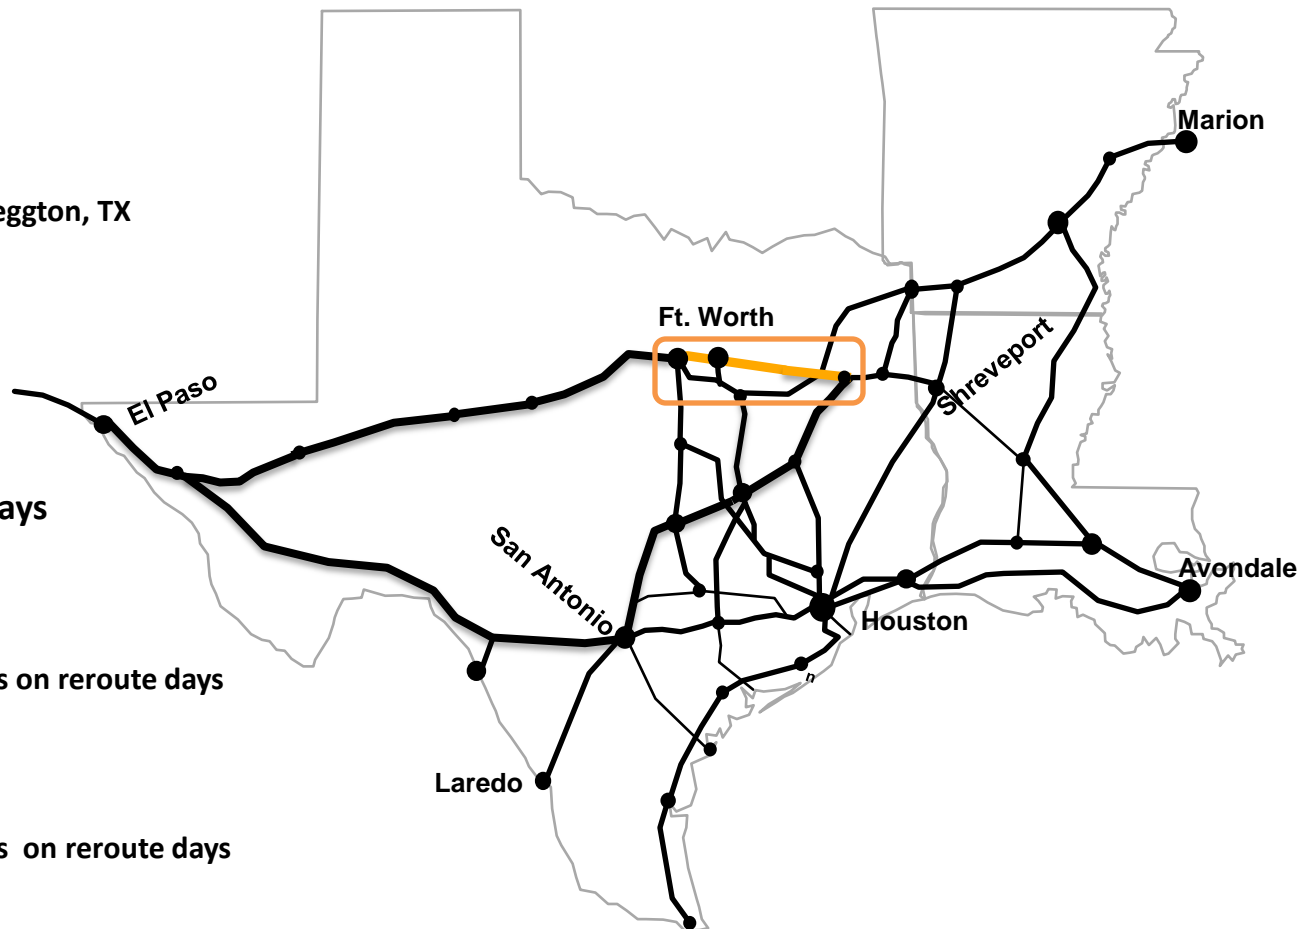 Marion
eggton, TX
Ft. Worth
Shreveport
El Paso
ays
San Antonio
Avondale
Houston
s on reroute days
n
Laredo
s  on reroute days